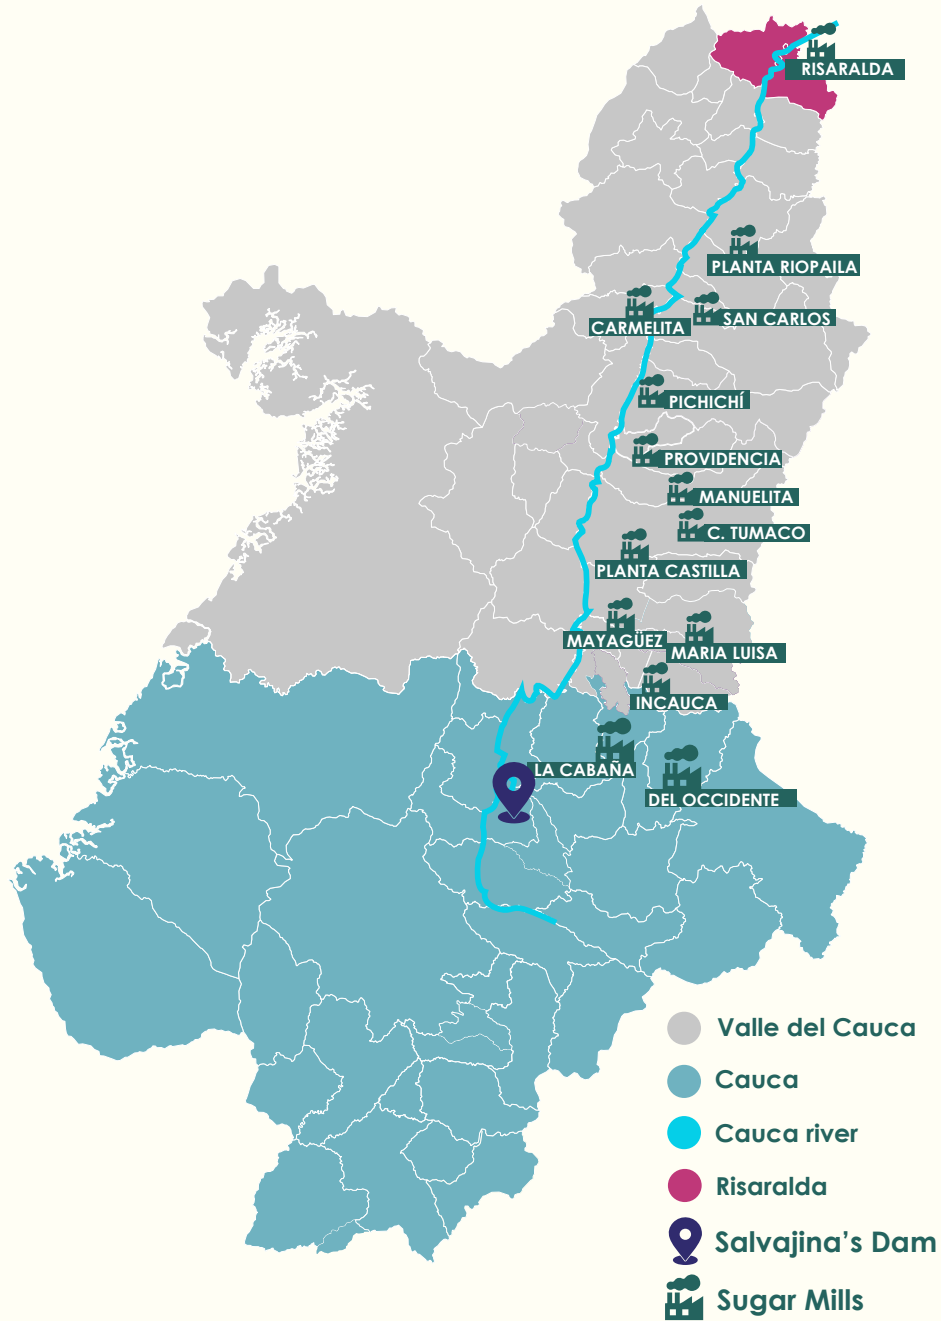 RISARALDA
PLANTA RIOPAILA
SAN CARLOS
CARMELITA
PICHICHÍ
PROVIDENCIA
MANUELITA
C. TUMACO
PLANTA CASTILLA
MAYAGÜEZ
MARIA LUISA
INCAUCA
LA CABAÑA
DEL OCCIDENTE
Valle del Cauca
Cauca
Cauca river
Risaralda
Salvajina’s Dam
Sugar Mills